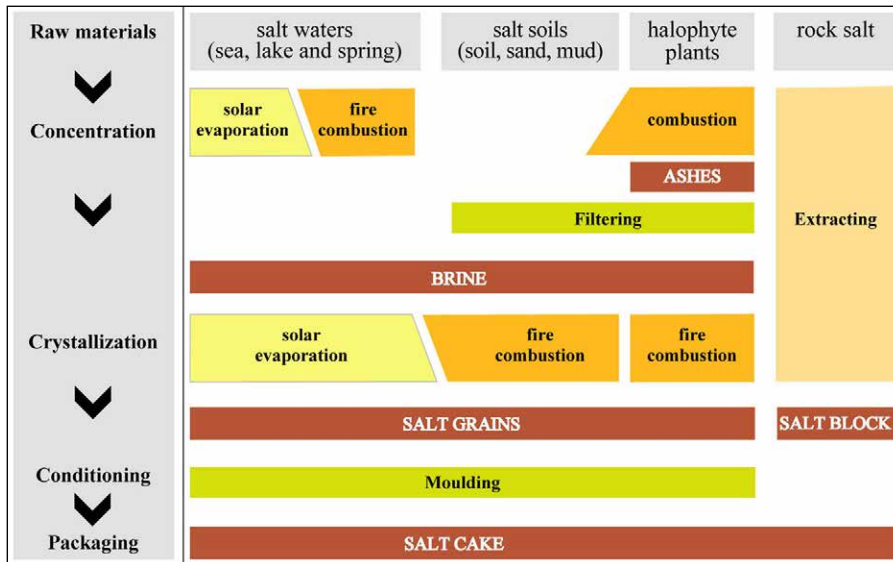 Raw materials
salt waters
(sea, lake and spring)
salt soils
(soil, sand, mud)
halophyte
plants
rock salt
Concentration
solar
evaporation
fire
combustion
combustion
ASHES
Filtering
Extracting
BRINE
Crystallization
solar
evaporation
fire
combustion
fire
combustion
SALT GRAINS
SALT BLOCK
Conditioning
Moulding
Packaging
SALT CAKE